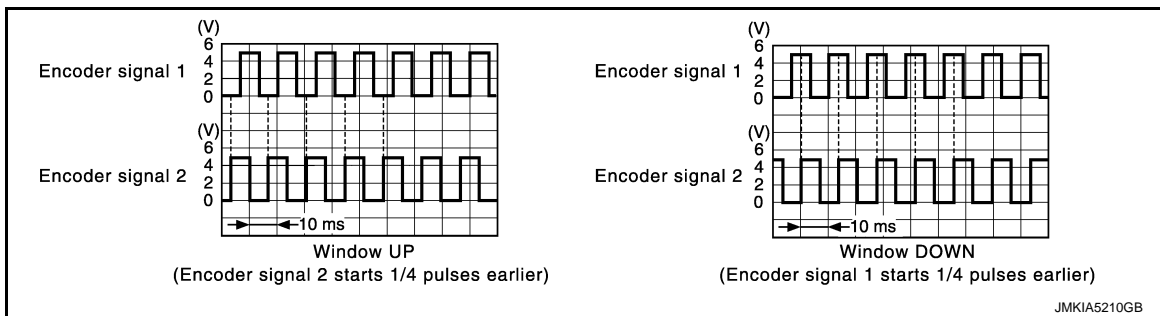 (V)
6
4
2
0
Encoder signal 1
(V)
6
4
2
0
Encoder signal 2
10 ms
Window UP
(Encoder signal 2 starts 1/4 pulses earlier)
(V)
6
4
2
0
Encoder signal 1
(V)
6
4
2
0
Encoder signal 2
10 ms
Window DOWN
(Encoder signal 1 starts 1/4 pulses earlier)
JMKIA5210GB